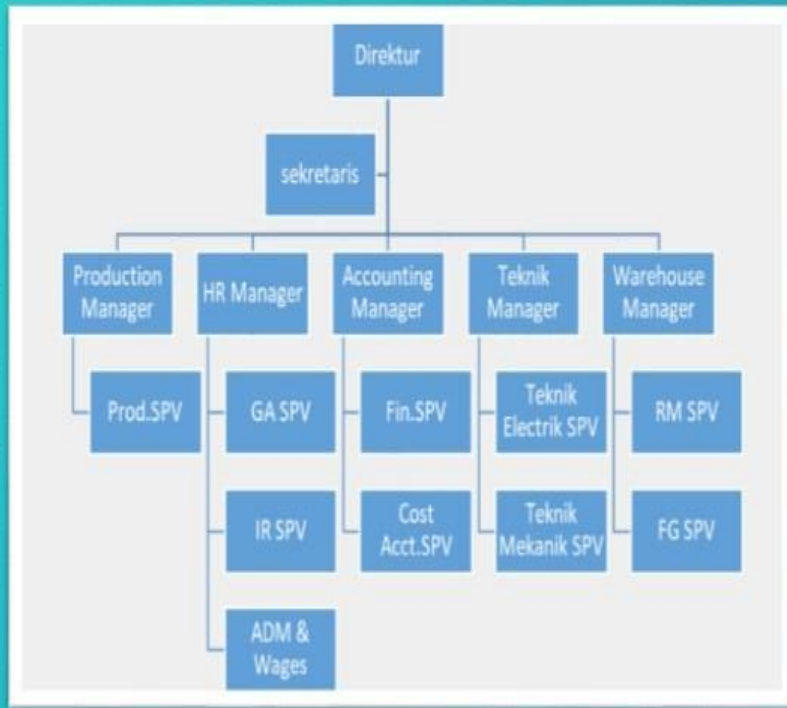 Direktur
sekretaris
Production
Manager
HR Manager
Accounting
Manager
Teknik
Manager
Warehouse
Manager
Prod.SPV
GA SPV
Fin.SPV
Teknik
Electrik SPV
RM SPV
IR SPV
Cost
Acct.SPV
Teknik
Mekanik SPV
FG SPV
ADM &
Wages